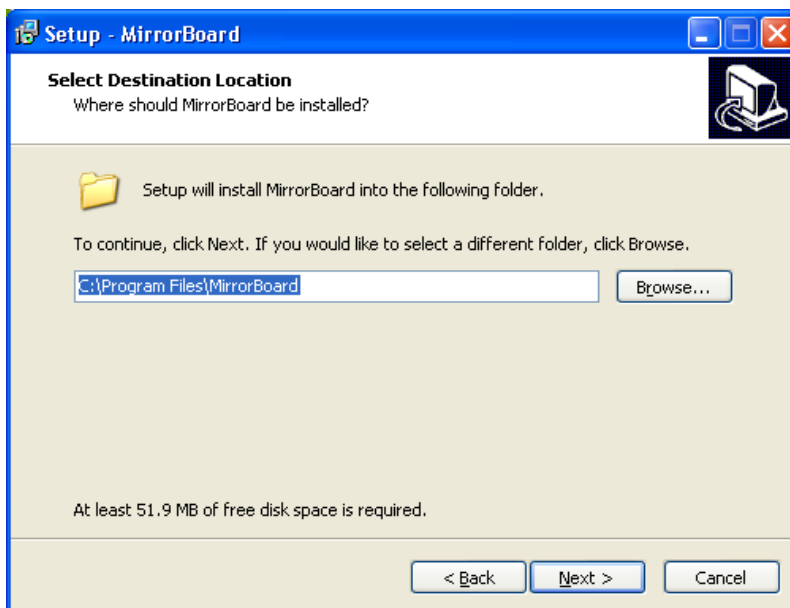 Setup - MirrorBoard
Select Destination Location
Where should MirrorBoard be installed?
Setup will install MirrorBoard into the following folder.
To continue, click Next. If you would like to select a different folder, click Browse.
C:\Program Files\MirrorBoard
Browse...
At least 51.9 MB of free disk space is required.
< Back
Next >
Cancel